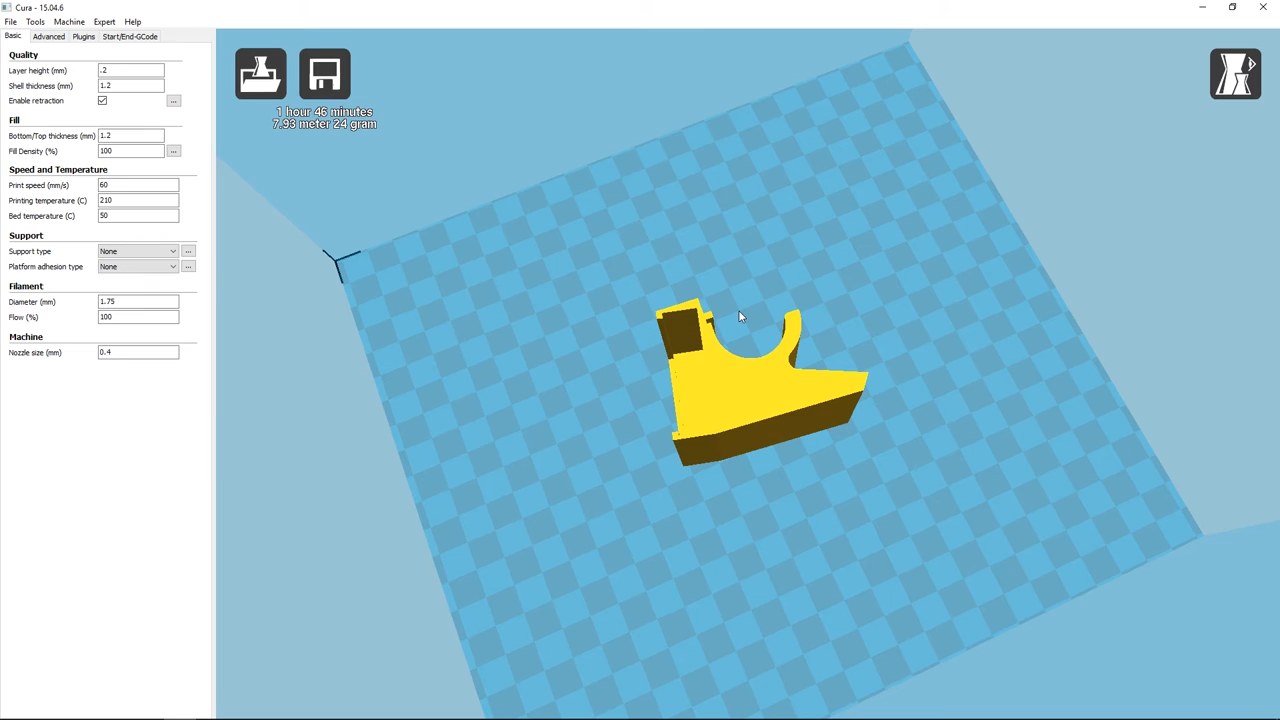 Cura - 15.04.6
File Tools Machine Expert Help
Basic Advanced Plugins Start/End-GCode
Quality
Layer height (mm) .2
Shell thickness (mm) 1.2
Enable retraction ...
Fill
Bottom/Top thickness (mm) 1.2
Fill Density (%) 100 ...
Speed and Temperature
Print speed (mm/s) 60
Printing temperature (C) 210
Bed temperature (C) 50
Support
Support type None ...
Platform adhesion type None ...
Filament
Diameter (mm) 1.75
Flow (%) 100
Machine
Nozzle size (mm) 0.4
1 hour 46 minutes
7.93 meter 24 gram